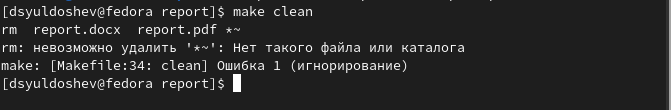 [dsyuldoshev@fedora report]$ make clean
rm  report.docx  report.pdf *~
rm: невозможно удалить '*~': Нет такого файла или каталога
make: [Makefile:34: clean] Ошибка 1 (игнорирование)
[dsyuldoshev@fedora report]$